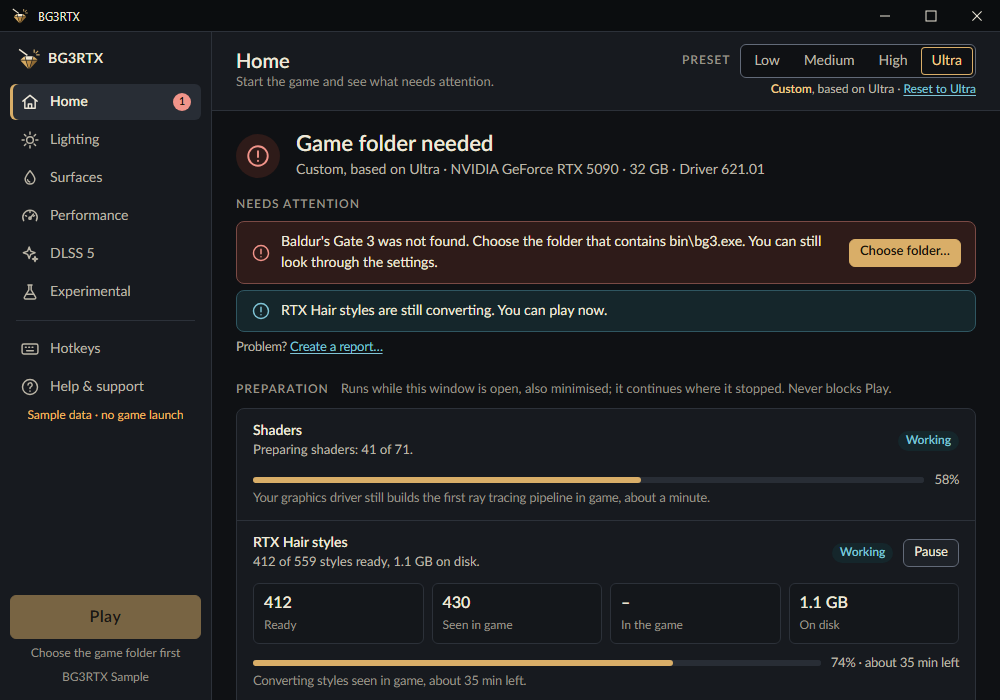 BG3RTX
BG3RTX
Home
1
Lighting
Surfaces
Performance
DLSS 5
Experimental
Hotkeys
Help & support
Sample data · no game launch
Play
Choose the game folder first
BG3RTX Sample
Home
Start the game and see what needs attention.
PRESET Low Medium High Ultra
Custom, based on Ultra · Reset to Ultra
Game folder needed
Custom, based on Ultra · NVIDIA GeForce RTX 5090 · 32 GB · Driver 621.01
NEEDS ATTENTION
Baldur's Gate 3 was not found. Choose the folder that contains bin\bg3.exe. You can still
look through the settings.
Choose folder...
RTX Hair styles are still converting. You can play now.
Problem? Create a report...
PREPARATION Runs while this window is open, also minimised; it continues where it stopped. Never blocks Play.
Shaders
Preparing shaders: 41 of 71.
Working
58%
Your graphics driver still builds the first ray tracing pipeline in game, about a minute.
RTX Hair styles
412 of 559 styles ready, 1.1 GB on disk.
Working
Pause
412
Ready
430
Seen in game
–
In the game
1.1 GB
On disk
74% · about 35 min left
Converting styles seen in game, about 35 min left.